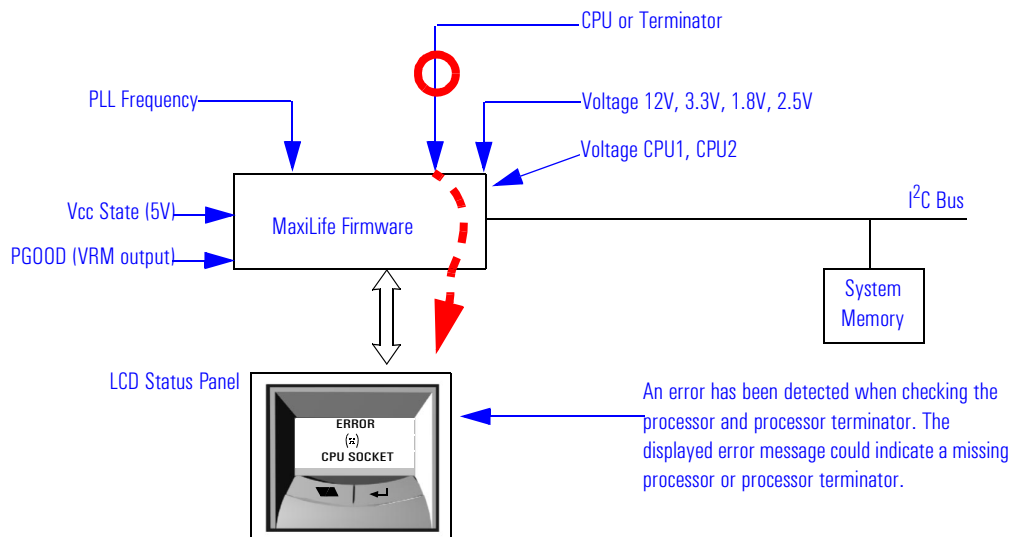 CPU or Terminator
PLL Frequency
Voltage 12V, 3.3V, 1.8V, 2.5V
Voltage CPU1, CPU2
I²C Bus
Vcc State (5V)
MaxiLife Firmware
PGOOD (VRM output)
System
Memory
LCD Status Panel
An error has been detected when checking the
processor and processor terminator. The
displayed error message could indicate a missing
processor or processor terminator.
ERROR
CPU SOCKET